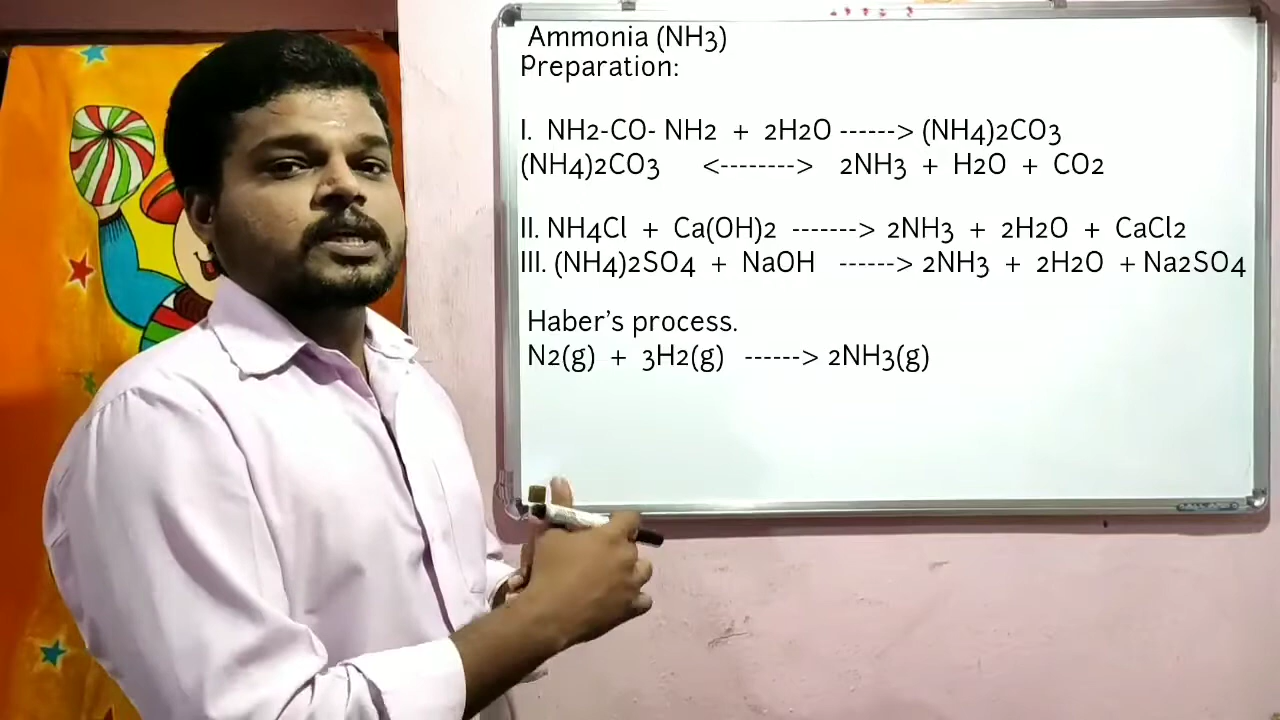 Ammonia (NH3)
Preparation:
I. NH2-CO- NH2 + 2H2O ------> (NH4)2CO3
(NH4)2CO3 <--------> 2NH3 + H2O + CO2
II. NH4Cl + Ca(OH)2 -------> 2NH3 + 2H2O + CaCl2
III. (NH4)2SO4 + NaOH ------> 2NH3 + 2H2O + Na2SO4
Haber’s process.
N2(g) + 3H2(g) ------> 2NH3(g)